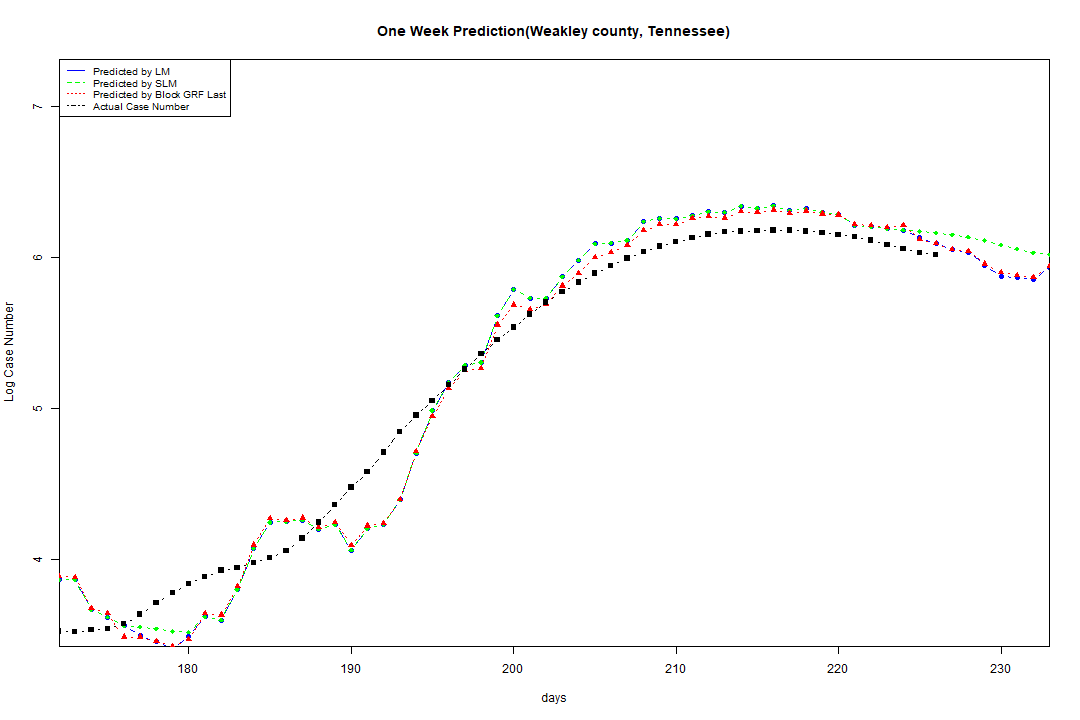 One Week Prediction(Weakley county, Tennessee)
Predicted by LM
Predicted by SLM
Predicted by Block GRF Last
Actual Case Number
7
6
5
4
Log Case Number
180 190 200 210 220 230
days